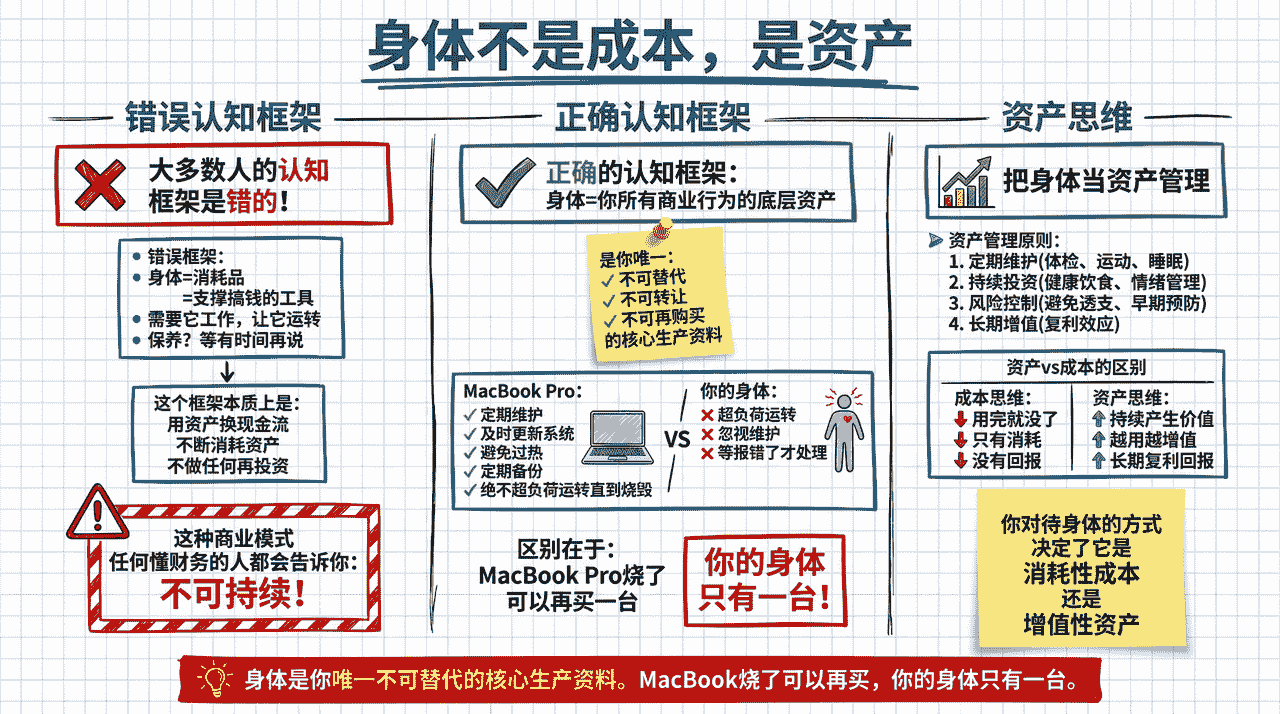 身体不是成本，是资产
错误认知框架
大多数人的认知
框架是错的！
错误框架：
身体=消耗品
=支撑搞钱的工具
需要它工作，让它运转
保养？等有时间再说
这个框架本质上是：
用资产换现金流
不断消耗资产
不做任何再投资
这种商业模式
任何懂财务的人都会告诉你：
不可持续！
正确认知框架
正确的认知框架：
身体=你所有商业行为的底层资产
是你唯一：
不可替代
不可转让
不可再购买
的核心生产资料
MacBook Pro：
定期维护
及时更新系统
避免过热
定期备份
绝不超负荷运转直到烧毁
VS
你的身体：
超负荷运转
忽视维护
等报错了才处理
区别在于：
MacBook Pro烧了
可以再买一台
你的身体
只有一台！
资产思维
把身体当资产管理
资产管理原则：
1. 定期维护(体检、运动、睡眠)
2. 持续投资(健康饮食、情绪管理)
3. 风险控制(避免透支、早期预防)
4. 长期增值(复利效应)
资产vs成本的区别
成本思维：
用完就没了
只有消耗
没有回报
资产思维：
持续产生价值
越用越增值
长期复利回报
你对待身体的方式
决定了它是
消耗性成本
还是
增值性资产
身体是你唯一不可替代的核心生产资料。MacBook烧了可以再买，你的身体只有一台。